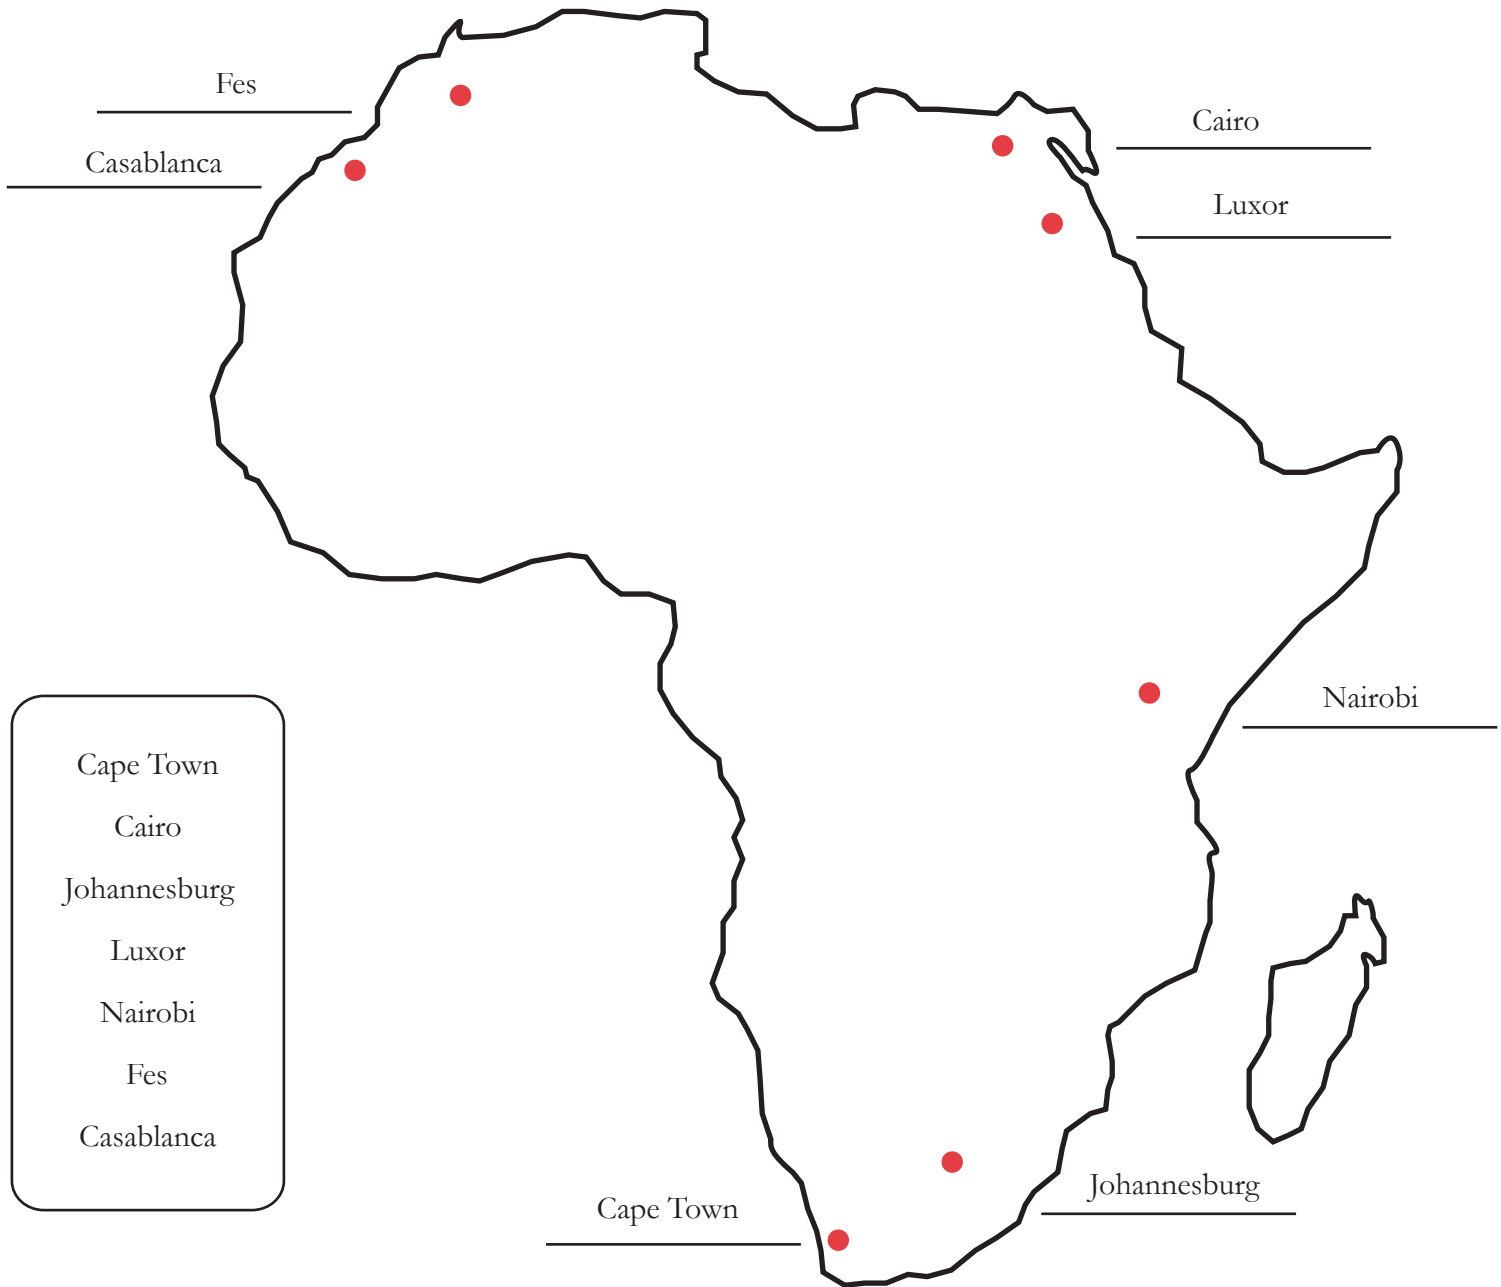 Fes
Casablanca
Cairo
Luxor
Nairobi
Cape Town
Cairo
Johannesburg
Luxor
Nairobi
Fes
Casablanca
Johannesburg
Cape Town